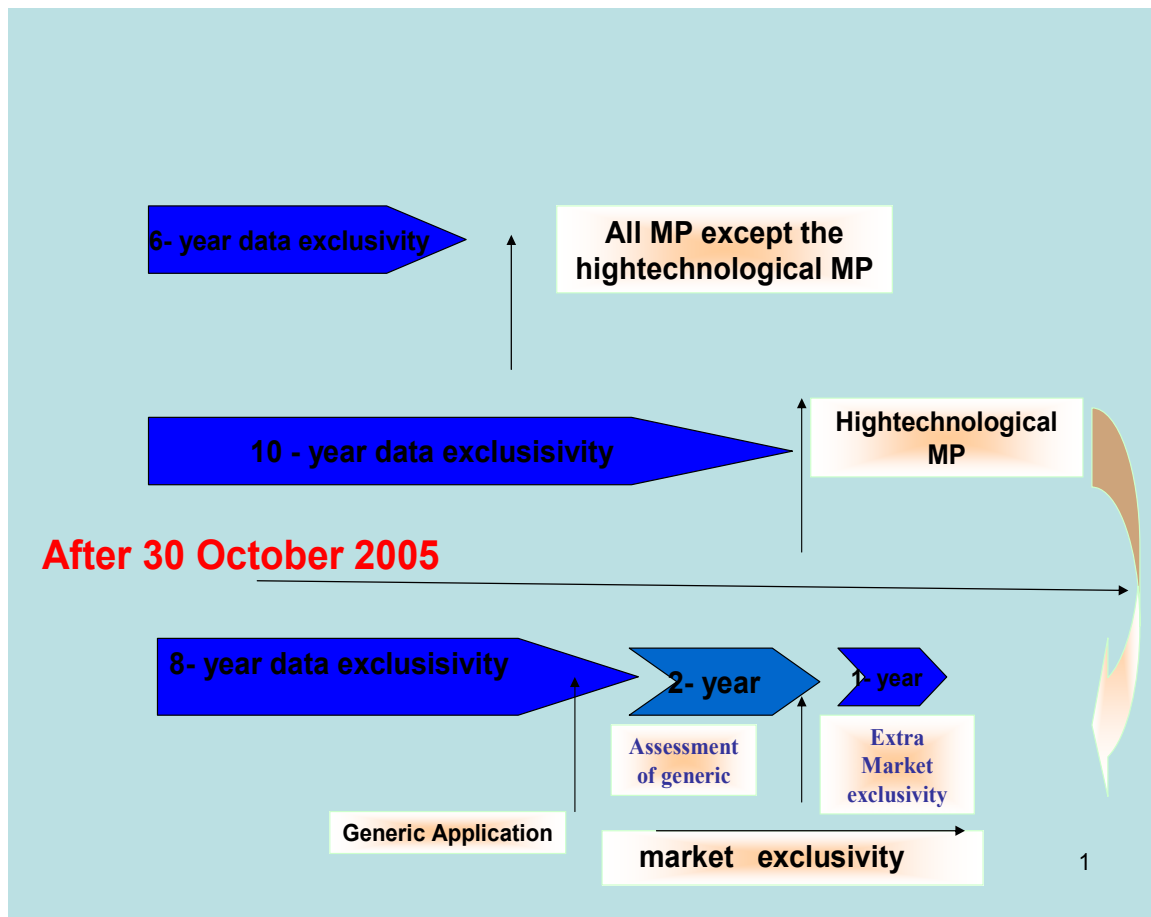 6- year data exclusivity
All MP except the
hightechnological MP
10 - year data exclusisivity
Hightechnological
MP
After 30 October 2005
8- year data exclusisivity
2- year
1- year
Assessment
of generic
Extra
Market
exclusivity
Generic Application
market exclusivity
1